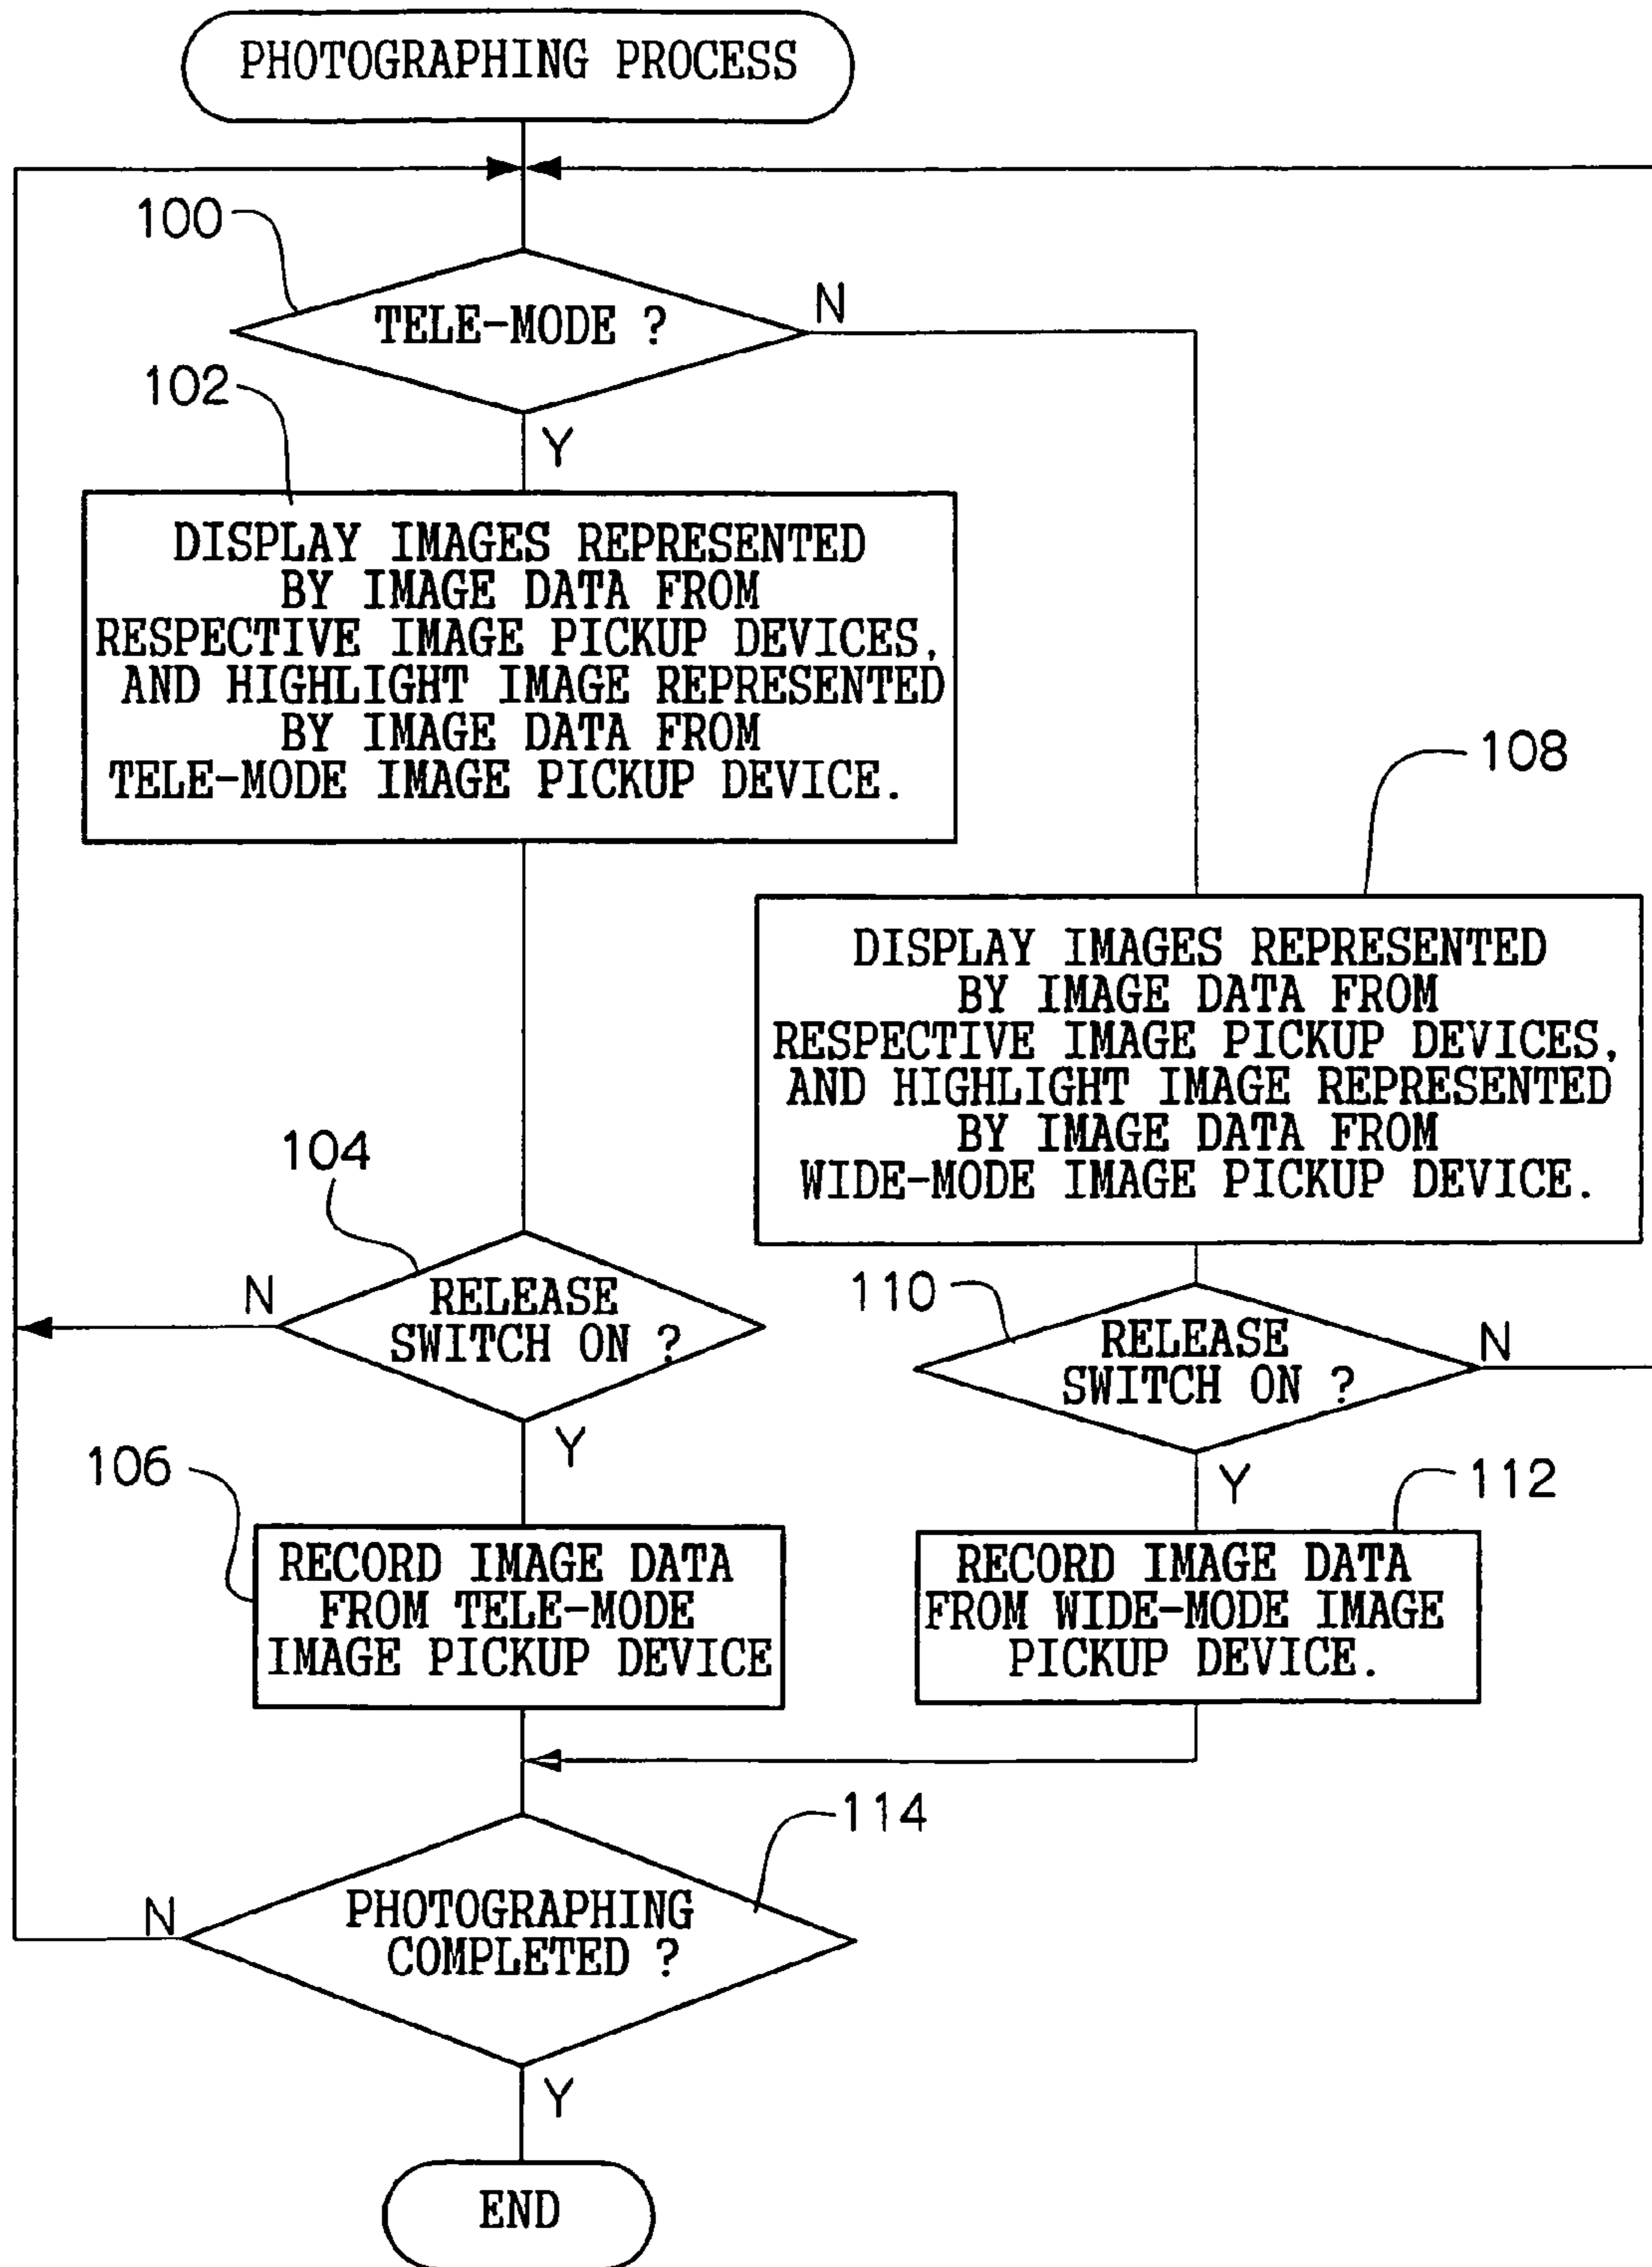 PHOTOGRAPHING PROCESS
100
TELE-MODE ?
N
Y
102
DISPLAY IMAGES REPRESENTED
BY IMAGE DATA FROM
RESPECTIVE IMAGE PICKUP DEVICES,
AND HIGHLIGHT IMAGE REPRESENTED
BY IMAGE DATA FROM
TELE-MODE IMAGE PICKUP DEVICE.
108
DISPLAY IMAGES REPRESENTED
BY IMAGE DATA FROM
RESPECTIVE IMAGE PICKUP DEVICES,
AND HIGHLIGHT IMAGE REPRESENTED
BY IMAGE DATA FROM
WIDE-MODE IMAGE PICKUP DEVICE.
104
N
RELEASE
SWITCH ON ?
Y
110
RELEASE
SWITCH ON ?
N
Y
106
RECORD IMAGE DATA
FROM TELE-MODE
IMAGE PICKUP DEVICE
112
RECORD IMAGE DATA
FROM WIDE-MODE IMAGE
PICKUP DEVICE.
114
N
PHOTOGRAPHING
COMPLETED ?
Y
END